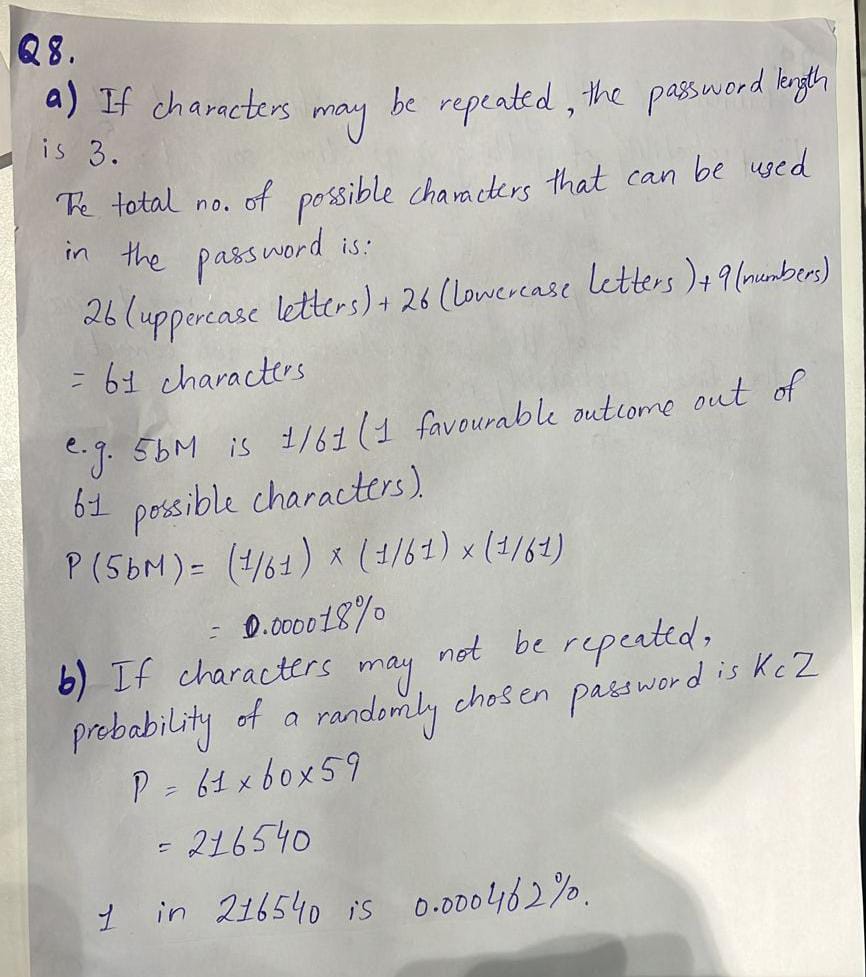 Q8.
a) If characters may be repeated, the password length
is 3.
The total no. of possible characters that can be used
in the password is:
26 (uppercase letters) + 26 (lowercase letters) + 9 (numbers)
= 61 characters
e.g. 5bM is 1/61 (1 favourable outcome out of
61 possible characters).
P (5bM) = (1/61) × (1/61) × (1/61)
= 0.000018%
b) If characters may not be repeated,
probability of a randomly chosen password is KcZ
P = 61 × 60 × 59
= 216540
1 in 216540 is 0.000462%.